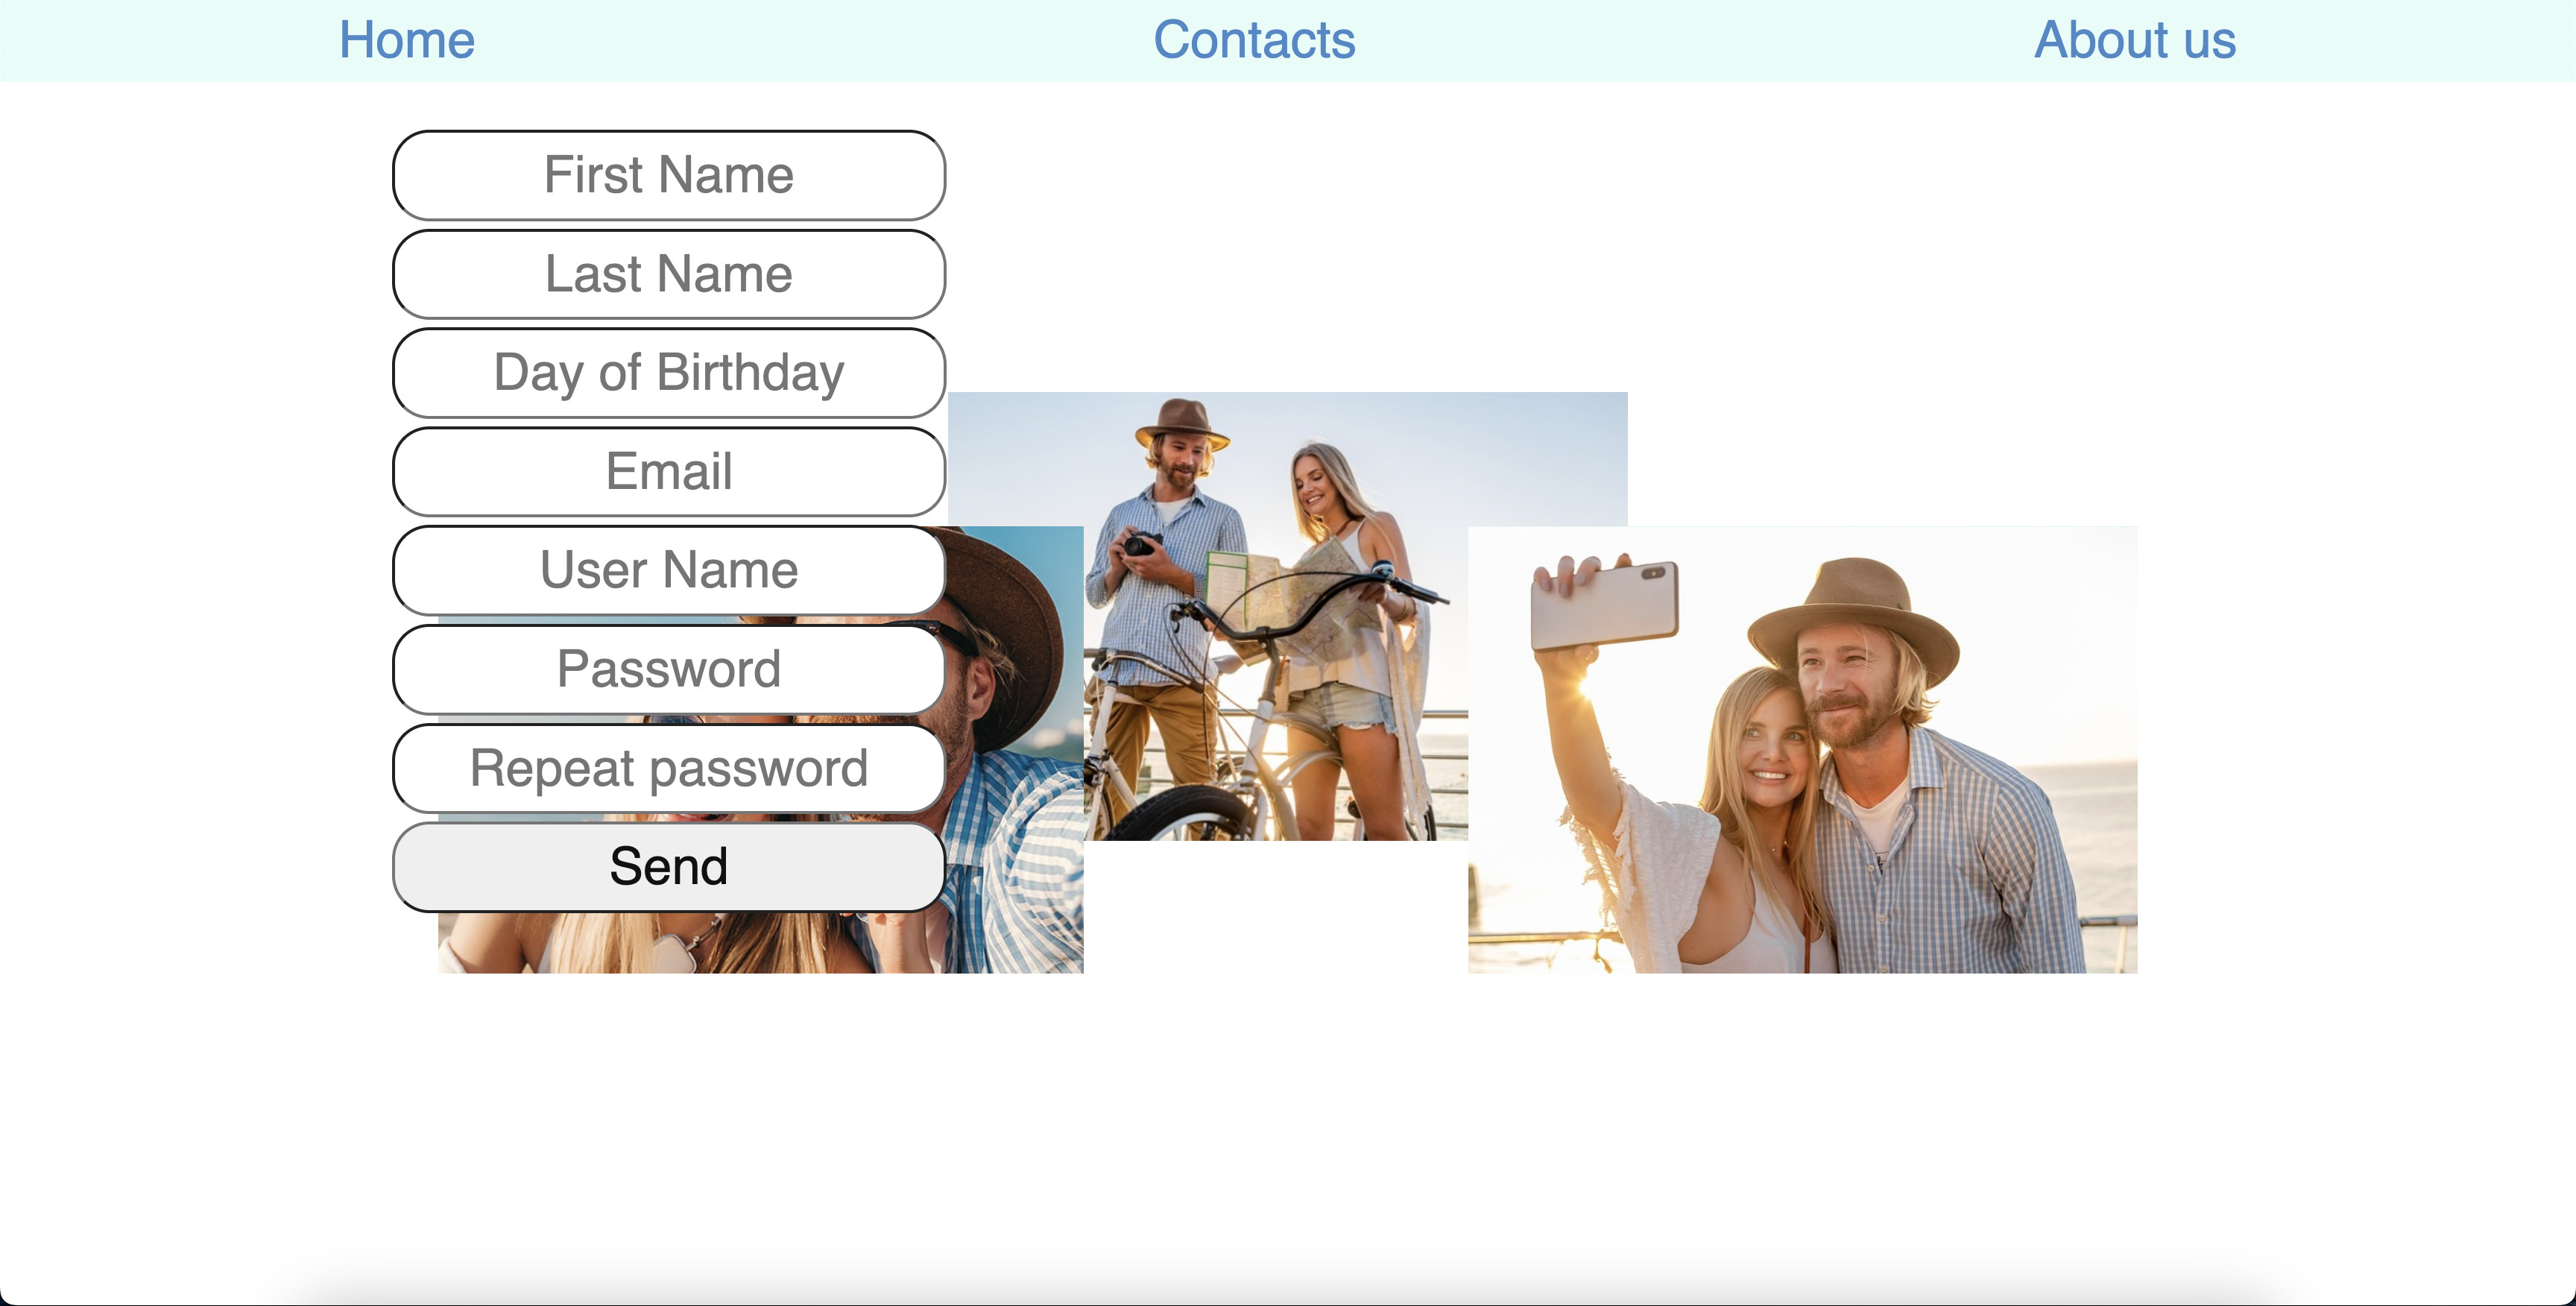 Home
Contacts
About us
First Name
Last Name
Day of Birthday
Email
User Name
Password
Repeat password
Send